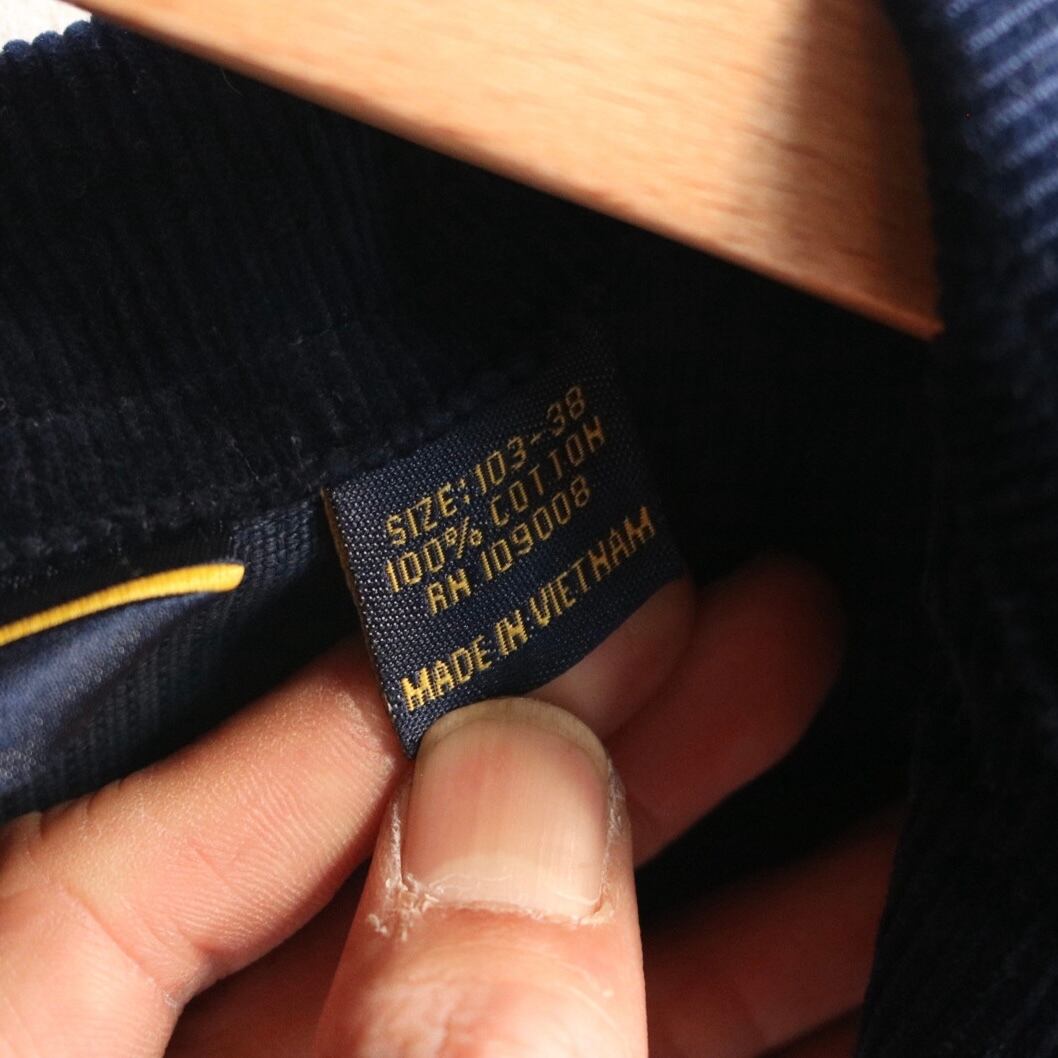 SIZE: 103-38
100% COTTON
RN 109008
MADE IN VIETNAM